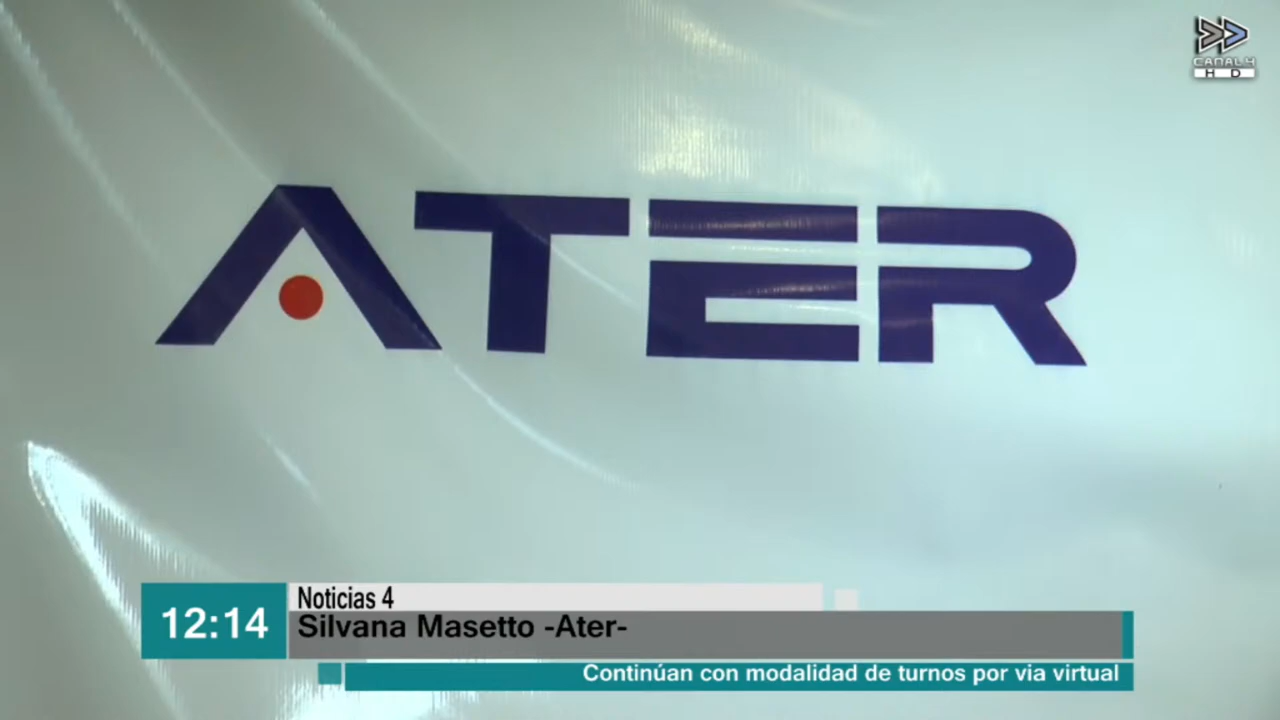 CANAL 4
HD
ATER
Noticias 4
12:14
Silvana Masetto -Ater-
Continúan con modalidad de turnos por via virtual